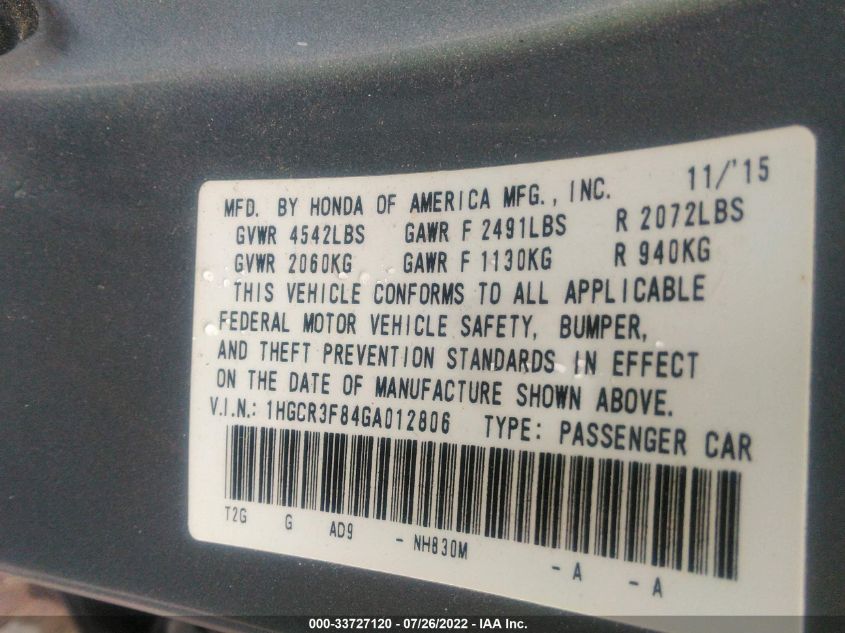 MFD. BY HONDA OF AMERICA MFG., INC. 11/'15
GVWR 4542LBS GAWR F 2491LBS R 2072LBS
GVWR 2060KG GAWR F 1130KG R 940KG
THIS VEHICLE CONFORMS TO ALL APPLICABLE
FEDERAL MOTOR VEHICLE SAFETY, BUMPER,
AND THEFT PREVENTION STANDARDS IN EFFECT
ON THE DATE OF MANUFACTURE SHOWN ABOVE.
V.I.N.: 1HGCR3F84GA012806 TYPE: PASSENGER CAR
T2G G AD9 - NH830M - A - A
000-33727120 | 07/26/2022 - IAA Inc.